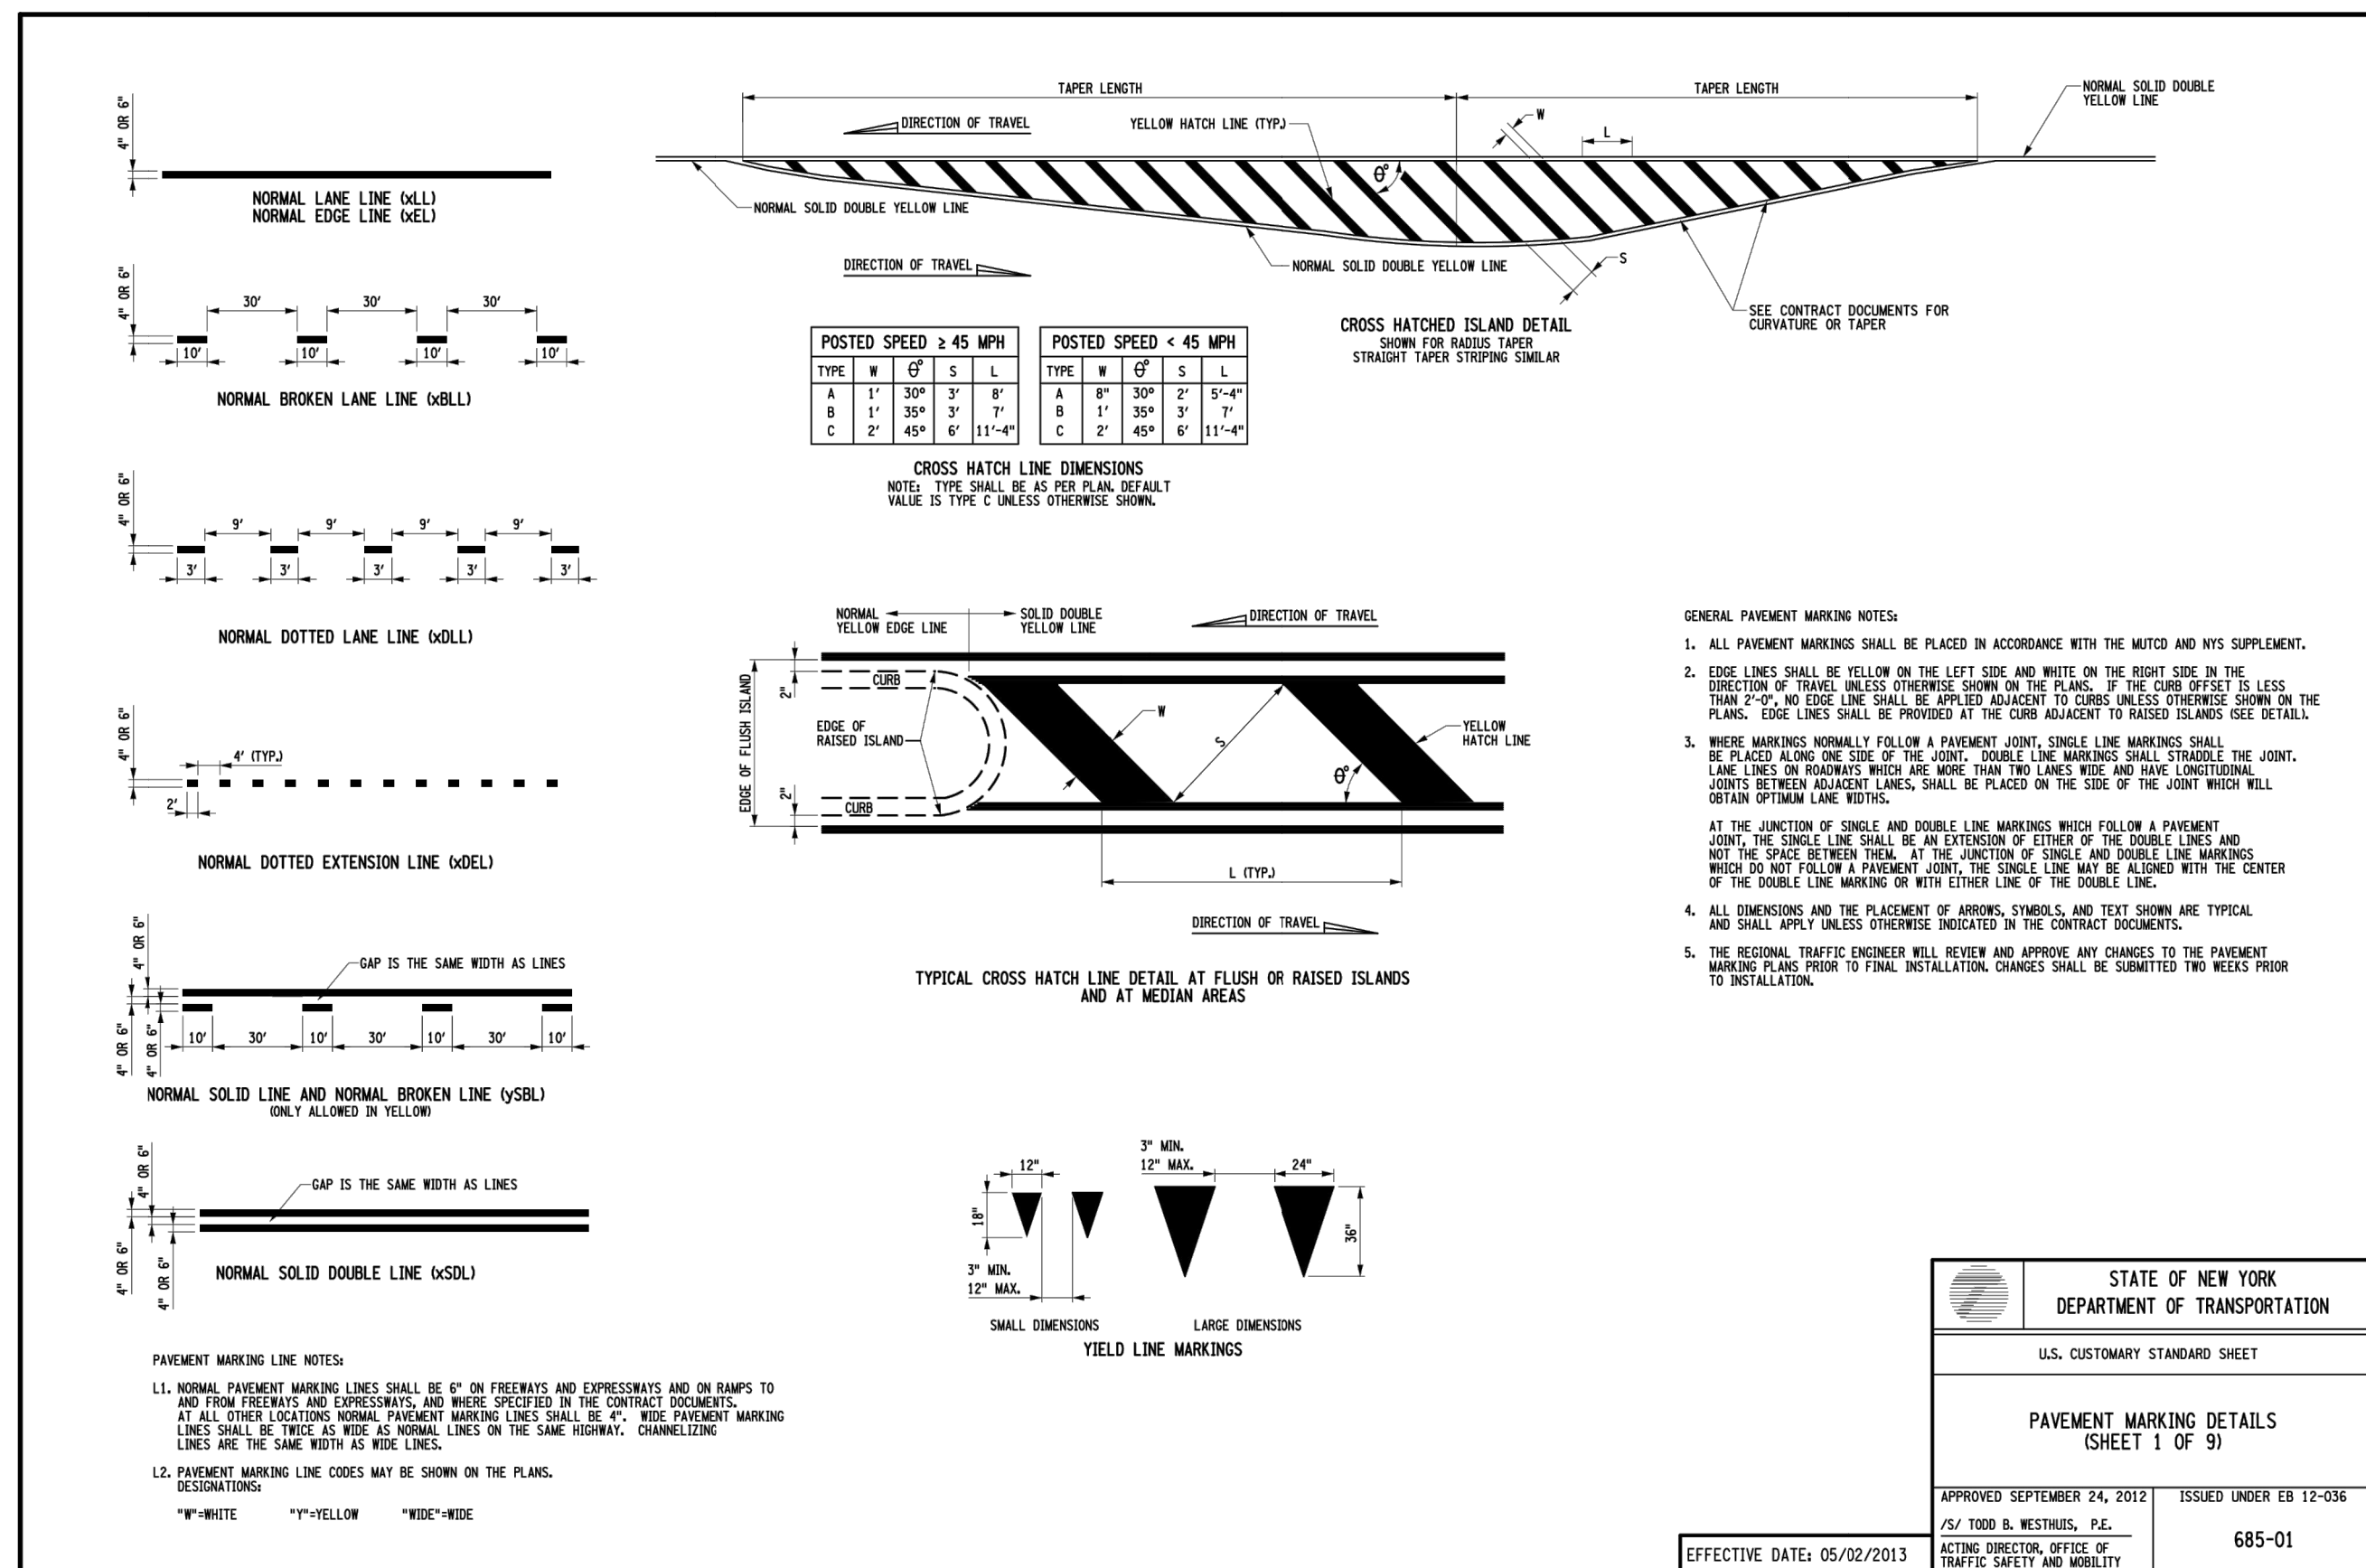 4" OR 6"
NORMAL LANE LINE (xLL)
NORMAL EDGE LINE (xEL)
4" OR 6"
30' 30' 30'
10' 10' 10' 10'
NORMAL BROKEN LANE LINE (xBLL)
4" OR 6"
9' 9' 9' 9'
3' 3' 3' 3' 3'
NORMAL DOTTED LANE LINE (xDLL)
4" OR 6"
4' (TYP.)
2'
NORMAL DOTTED EXTENSION LINE (xDEL)
4" OR 6"
GAP IS THE SAME WIDTH AS LINES
4" OR 6"
4" OR 6"
10' 30' 10' 30' 10' 30' 10'
NORMAL SOLID LINE AND NORMAL BROKEN LINE (ySBL)
(ONLY ALLOWED IN YELLOW)
4" OR 6"
GAP IS THE SAME WIDTH AS LINES
4" OR 6"
4" OR 6"
NORMAL SOLID DOUBLE LINE (xSDL)
PAVEMENT MARKING LINE NOTES:
L1. NORMAL PAVEMENT MARKING LINES SHALL BE 6" ON FREEWAYS AND EXPRESSWAYS AND ON RAMPS TO
AND FROM FREEWAYS AND EXPRESSWAYS, AND WHERE SPECIFIED IN THE CONTRACT DOCUMENTS.
AT ALL OTHER LOCATIONS NORMAL PAVEMENT MARKING LINES SHALL BE 4". WIDE PAVEMENT MARKING
LINES SHALL BE TWICE AS WIDE AS NORMAL LINES ON THE SAME HIGHWAY. CHANNELIZING
LINES ARE THE SAME WIDTH AS WIDE LINES.
L2. PAVEMENT MARKING LINE CODES MAY BE SHOWN ON THE PLANS.
DESIGNATIONS:
"W"=WHITE "Y"=YELLOW "WIDE"=WIDE
TAPER LENGTH TAPER LENGTH
NORMAL SOLID DOUBLE
YELLOW LINE
DIRECTION OF TRAVEL
YELLOW HATCH LINE (TYP.)
W
L
θ°
NORMAL SOLID DOUBLE YELLOW LINE
DIRECTION OF TRAVEL
NORMAL SOLID DOUBLE YELLOW LINE
S
SEE CONTRACT DOCUMENTS FOR
CURVATURE OR TAPER
CROSS HATCHED ISLAND DETAIL
SHOWN FOR RADIUS TAPER
STRAIGHT TAPER STRIPING SIMILAR
POSTED SPEED ≥ 45 MPH
TYPE W θ° S L
A 1' 30° 3' 8'
B 1' 35° 3' 7'
C 2' 45° 6' 11'-4"
POSTED SPEED < 45 MPH
TYPE W θ° S L
A 8" 30° 2' 5'-4"
B 1' 35° 3' 7'
C 2' 45° 6' 11'-4"
CROSS HATCH LINE DIMENSIONS
NOTE: TYPE SHALL BE AS PER PLAN. DEFAULT
VALUE IS TYPE C UNLESS OTHERWISE SHOWN.
NORMAL
YELLOW EDGE LINE
SOLID DOUBLE
YELLOW LINE
DIRECTION OF TRAVEL
EDGE OF FLUSH ISLAND
2"
CURB
EDGE OF
RAISED ISLAND
W
S
YELLOW
HATCH LINE
θ°
2"
CURB
L (TYP.)
DIRECTION OF TRAVEL
TYPICAL CROSS HATCH LINE DETAIL AT FLUSH OR RAISED ISLANDS
AND AT MEDIAN AREAS
12"
18"
3" MIN.
12" MAX.
SMALL DIMENSIONS
3" MIN.
12" MAX.
24"
36"
LARGE DIMENSIONS
YIELD LINE MARKINGS
GENERAL PAVEMENT MARKING NOTES:
1. ALL PAVEMENT MARKINGS SHALL BE PLACED IN ACCORDANCE WITH THE MUTCD AND NYS SUPPLEMENT.
2. EDGE LINES SHALL BE YELLOW ON THE LEFT SIDE AND WHITE ON THE RIGHT SIDE IN THE
DIRECTION OF TRAVEL UNLESS OTHERWISE SHOWN ON THE PLANS. IF THE CURB OFFSET IS LESS
THAN 2'-0", NO EDGE LINE SHALL BE APPLIED ADJACENT TO CURBS UNLESS OTHERWISE SHOWN ON THE
PLANS. EDGE LINES SHALL BE PROVIDED AT THE CURB ADJACENT TO RAISED ISLANDS (SEE DETAIL).
3. WHERE MARKINGS NORMALLY FOLLOW A PAVEMENT JOINT, SINGLE LINE MARKINGS SHALL
BE PLACED ALONG ONE SIDE OF THE JOINT. DOUBLE LINE MARKINGS SHALL STRADDLE THE JOINT.
LANE LINES ON ROADWAYS WHICH ARE MORE THAN TWO LANES WIDE AND HAVE LONGITUDINAL
JOINTS BETWEEN ADJACENT LANES, SHALL BE PLACED ON THE SIDE OF THE JOINT WHICH WILL
OBTAIN OPTIMUM LANE WIDTHS.
AT THE JUNCTION OF SINGLE AND DOUBLE LINE MARKINGS WHICH FOLLOW A PAVEMENT
JOINT, THE SINGLE LINE SHALL BE AN EXTENSION OF EITHER OF THE DOUBLE LINES AND
NOT THE SPACE BETWEEN THEM. AT THE JUNCTION OF SINGLE AND DOUBLE LINE MARKINGS
WHICH DO NOT FOLLOW A PAVEMENT JOINT, THE SINGLE LINE MAY BE ALIGNED WITH THE CENTER
OF THE DOUBLE LINE MARKING OR WITH EITHER LINE OF THE DOUBLE LINE.
4. ALL DIMENSIONS AND THE PLACEMENT OF ARROWS, SYMBOLS, AND TEXT SHOWN ARE TYPICAL
AND SHALL APPLY UNLESS OTHERWISE INDICATED IN THE CONTRACT DOCUMENTS.
5. THE REGIONAL TRAFFIC ENGINEER WILL REVIEW AND APPROVE ANY CHANGES TO THE PAVEMENT
MARKING PLANS PRIOR TO FINAL INSTALLATION. CHANGES SHALL BE SUBMITTED TWO WEEKS PRIOR
TO INSTALLATION.
STATE OF NEW YORK
DEPARTMENT OF TRANSPORTATION
U.S. CUSTOMARY STANDARD SHEET
PAVEMENT MARKING DETAILS
(SHEET 1 OF 9)
APPROVED SEPTEMBER 24, 2012
/S/ TODD B. WESTHUIS, P.E.
ACTING DIRECTOR, OFFICE OF
TRAFFIC SAFETY AND MOBILITY
ISSUED UNDER EB 12-036
685-01
EFFECTIVE DATE: 05/02/2013